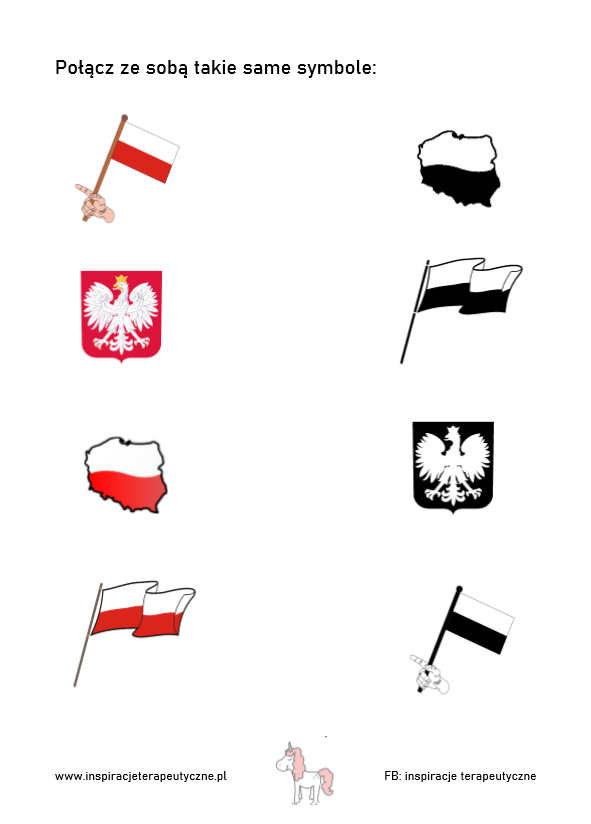 Połącz ze sobą takie same symbole:
www.inspiracjeterapeutyczne.pl
FB: inspiracje terapeutyczne